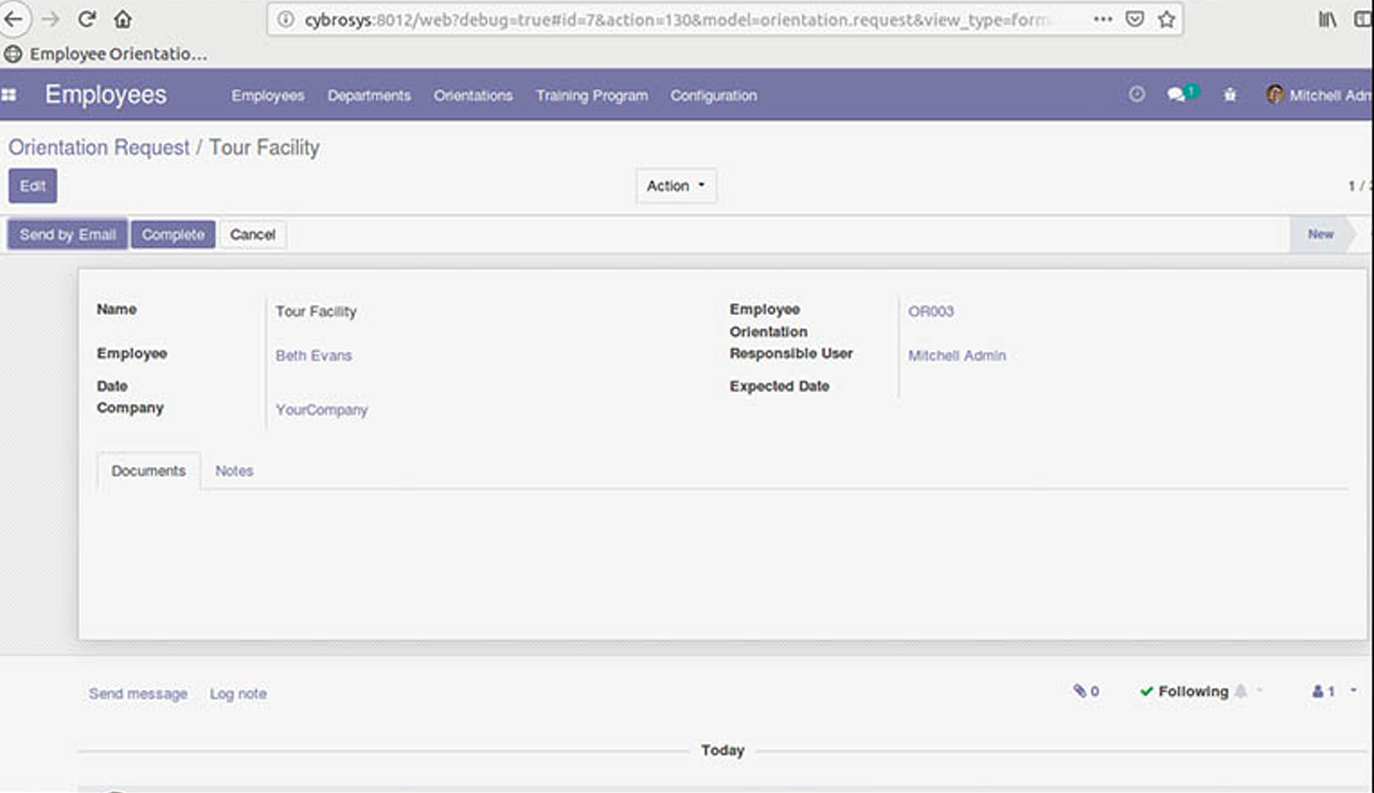 cybrosys:8012/web?debug=true#id=7&action=130&model=orientation.request&view_type=form
Employee Orientatio...
Employees Employees Departments Orientations Training Program Configuration 1 Mitchell Adm
Orientation Request / Tour Facility
Edit Action 1 /
Send by Email Complete Cancel New
Name Tour Facility Employee Orientation OR003
Employee Beth Evans Responsible User Mitchell Admin
Date Expected Date
Company YourCompany
Documents Notes
Send message Log note 0 Following 1
Today